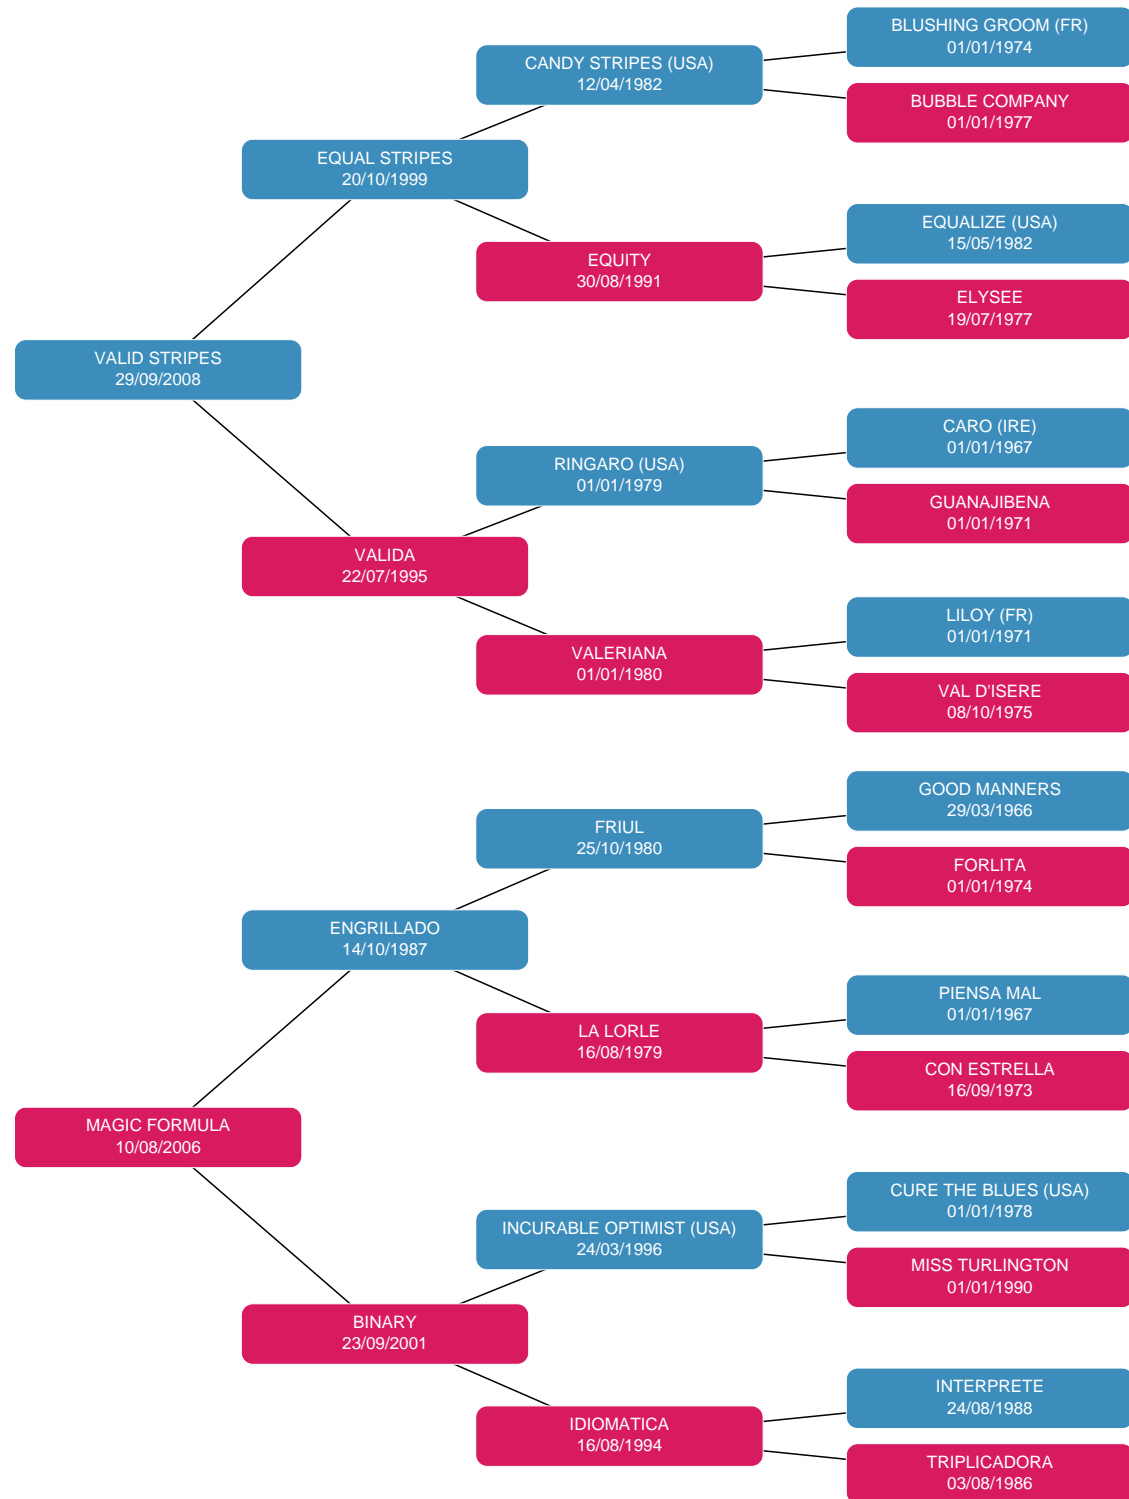 BLUSHING GROOM (FR)
01/01/1974
CANDY STRIPES (USA)
12/04/1982
BUBBLE COMPANY
01/01/1977
EQUAL STRIPES
20/10/1999
EQUALIZE (USA)
15/05/1982
EQUITY
30/08/1991
ELYSEE
19/07/1977
VALID STRIPES
29/09/2008
CARO (IRE)
01/01/1967
RINGARO (USA)
01/01/1979
GUANAJIBENA
01/01/1971
VALIDA
22/07/1995
LILOY (FR)
01/01/1971
VALERIANA
01/01/1980
VAL D'ISERE
08/10/1975
GOOD MANNERS
29/03/1966
FRIUL
25/10/1980
FORLITA
01/01/1974
ENGRILLADO
14/10/1987
PIENSA MAL
01/01/1967
LA LORLE
16/08/1979
CON ESTRELLA
16/09/1973
MAGIC FORMULA
10/08/2006
CURE THE BLUES (USA)
01/01/1978
INCURABLE OPTIMIST (USA)
24/03/1996
MISS TURLINGTON
01/01/1990
BINARY
23/09/2001
INTERPRETE
24/08/1988
IDIOMATICA
16/08/1994
TRIPLICADORA
03/08/1986